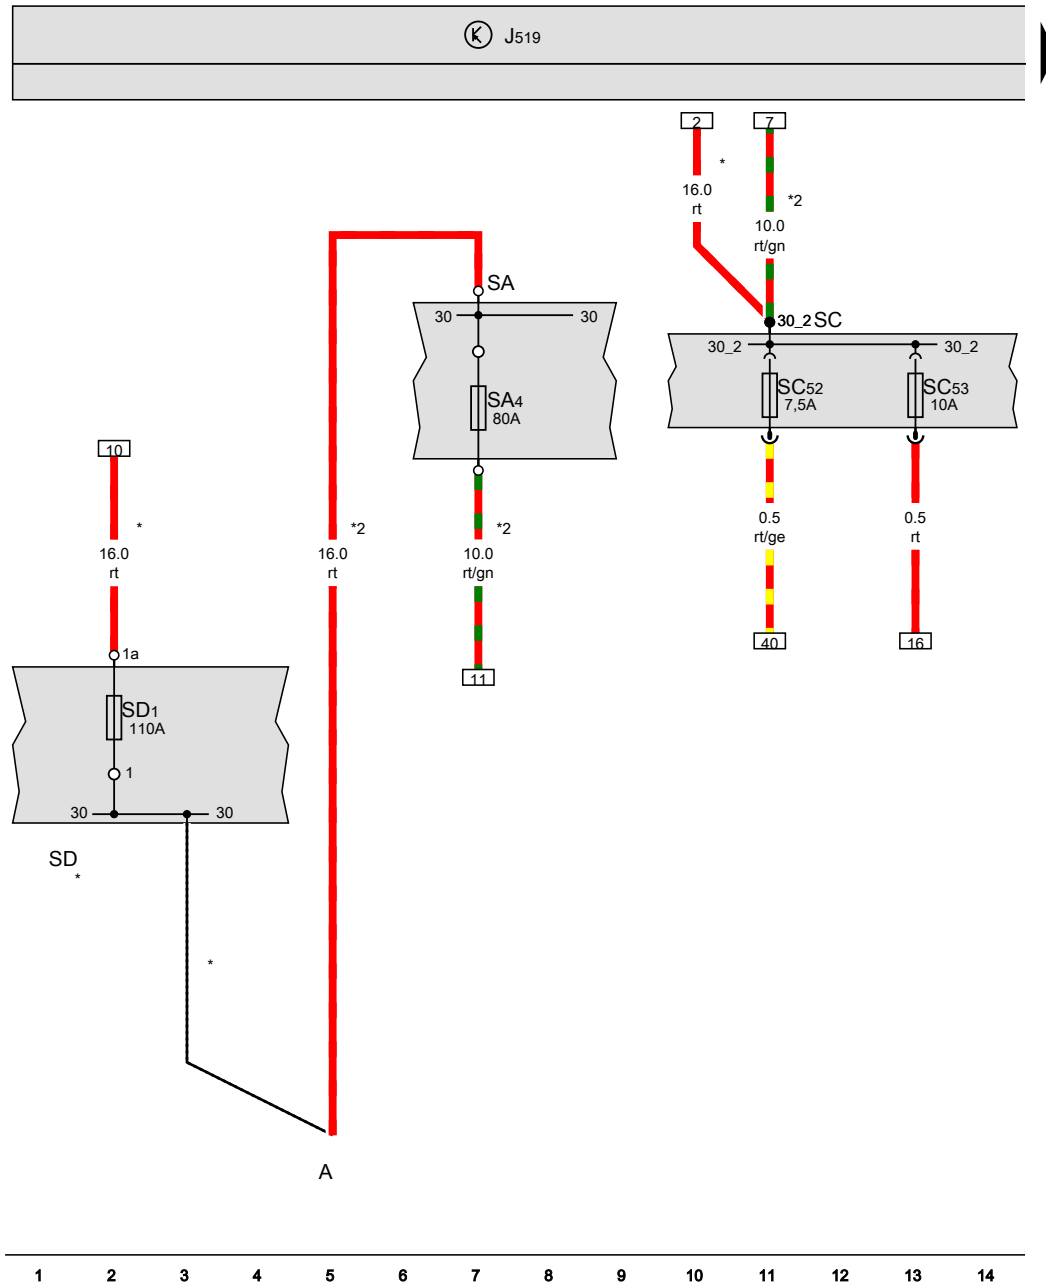 J519
2 7
*
16.0
rt
*2
10.0
rt/gn
SA
30 30
30_2 SC
30_2 30_2
SA4
80A
SC52
7,5A
SC53
10A
10
*
16.0
rt
*2
16.0
rt
*2
10.0
rt/gn
0.5
rt/ge
0.5
rt
40 16
1a
11
SD1
110A
1
30 30
SD
*
*
A
1 2 3 4 5 6 7 8 9 10 11 12 13 14